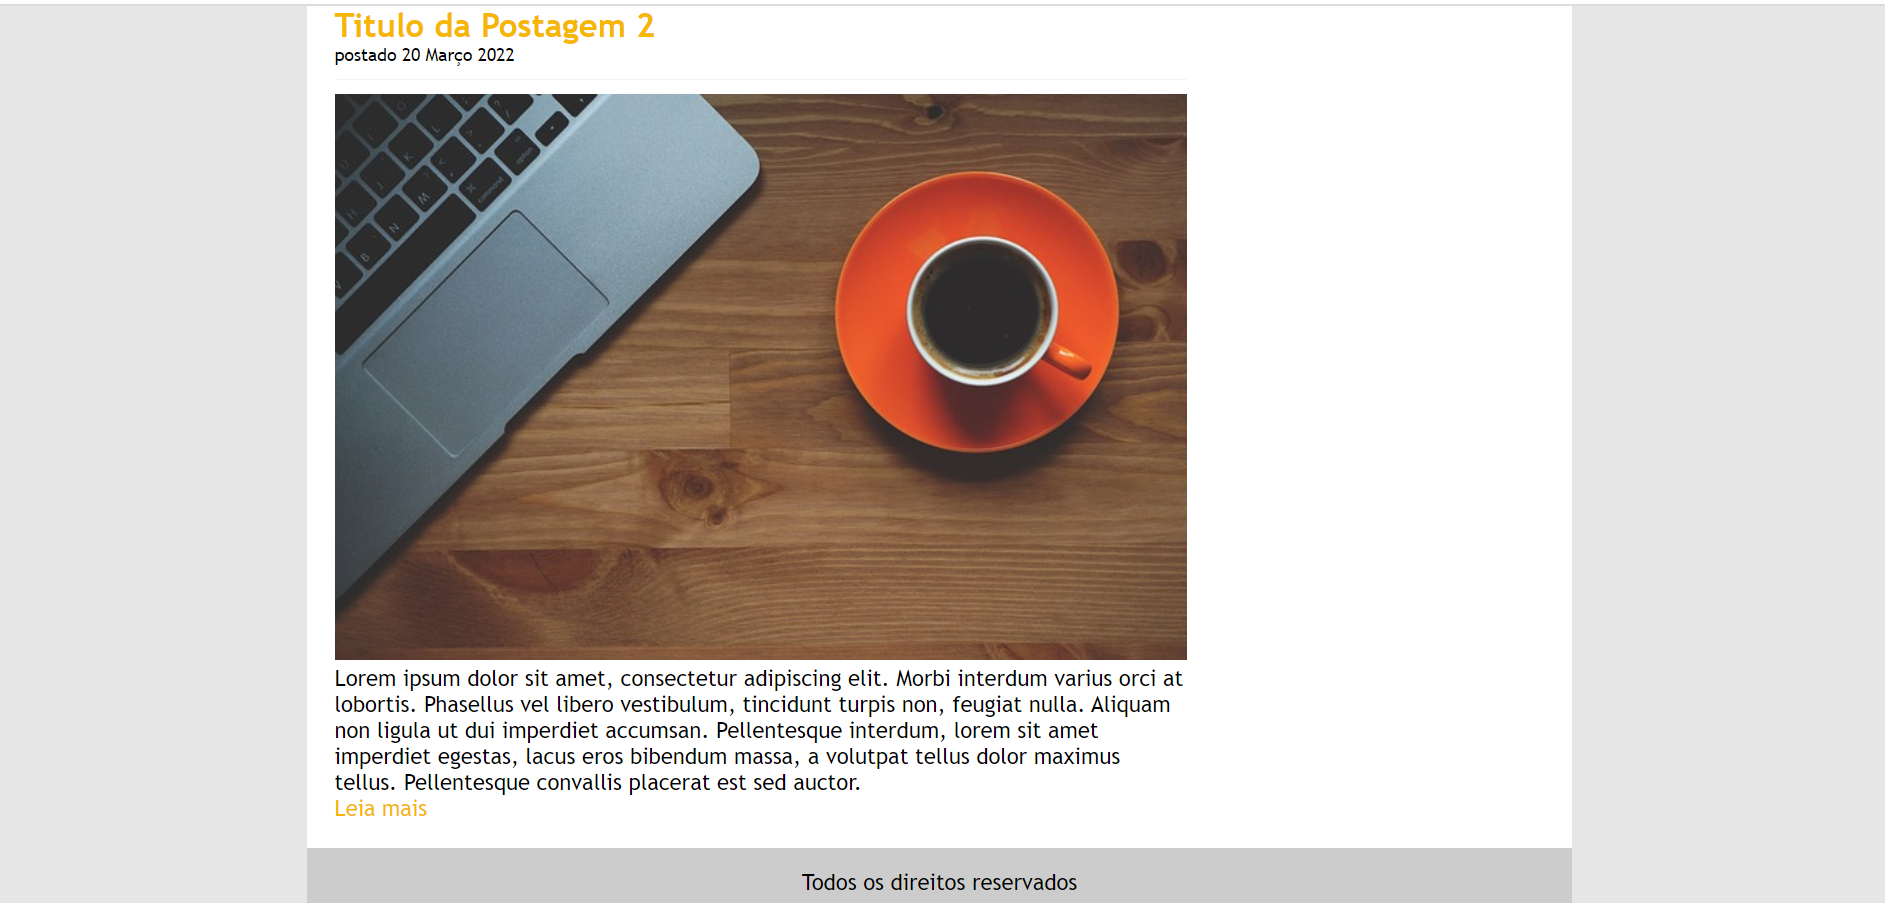 Titulo da Postagem 2
postado 20 Março 2022
option
command
Lorem ipsum dolor sit amet, consectetur adipiscing elit. Morbi interdum varius orci at
lobortis. Phasellus vel libero vestibulum, tincidunt turpis non, feugiat nulla. Aliquam
non ligula ut dui imperdiet accumsan. Pellentesque interdum, lorem sit amet
imperdiet egestas, lacus eros bibendum massa, a volutpat tellus dolor maximus
tellus. Pellentesque convallis placerat est sed auctor.
Leia mais
Todos os direitos reservados